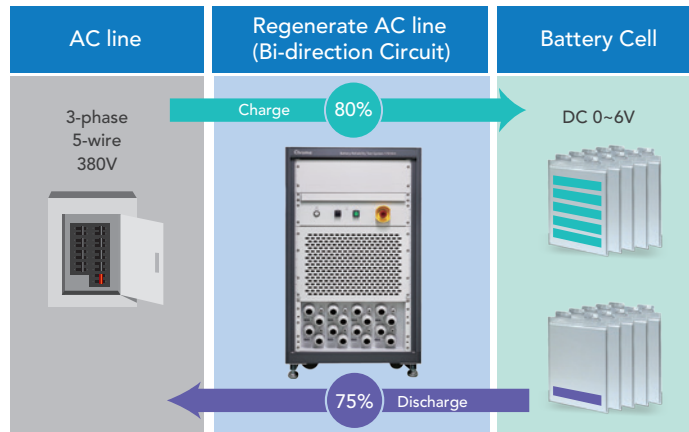 AC line
Regenerate AC line
(Bi-direction Circuit)
Battery Cell
Charge
80%
3-phase
5-wire
380V
DC 0~6V
Chroma
75%
Discharge